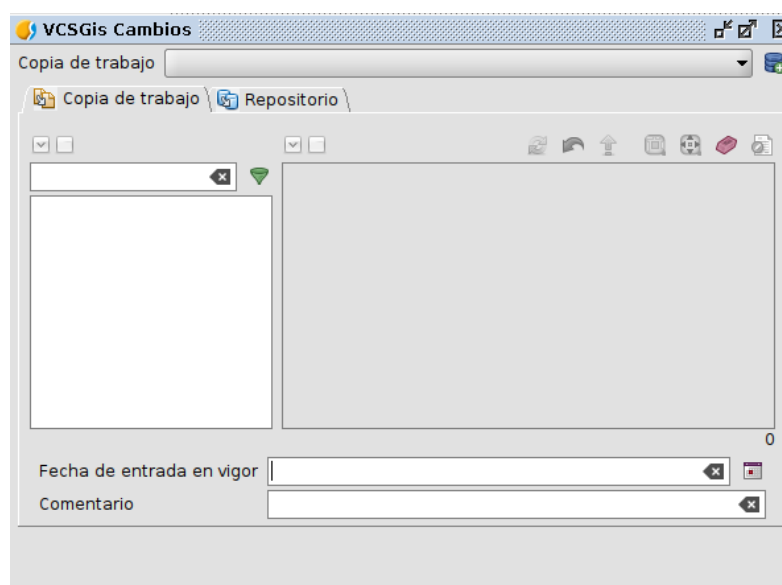 VCSGis Cambios
Copia de trabajo
Copia de trabajo Repositorio
0
Fecha de entrada en vigor
Comentario